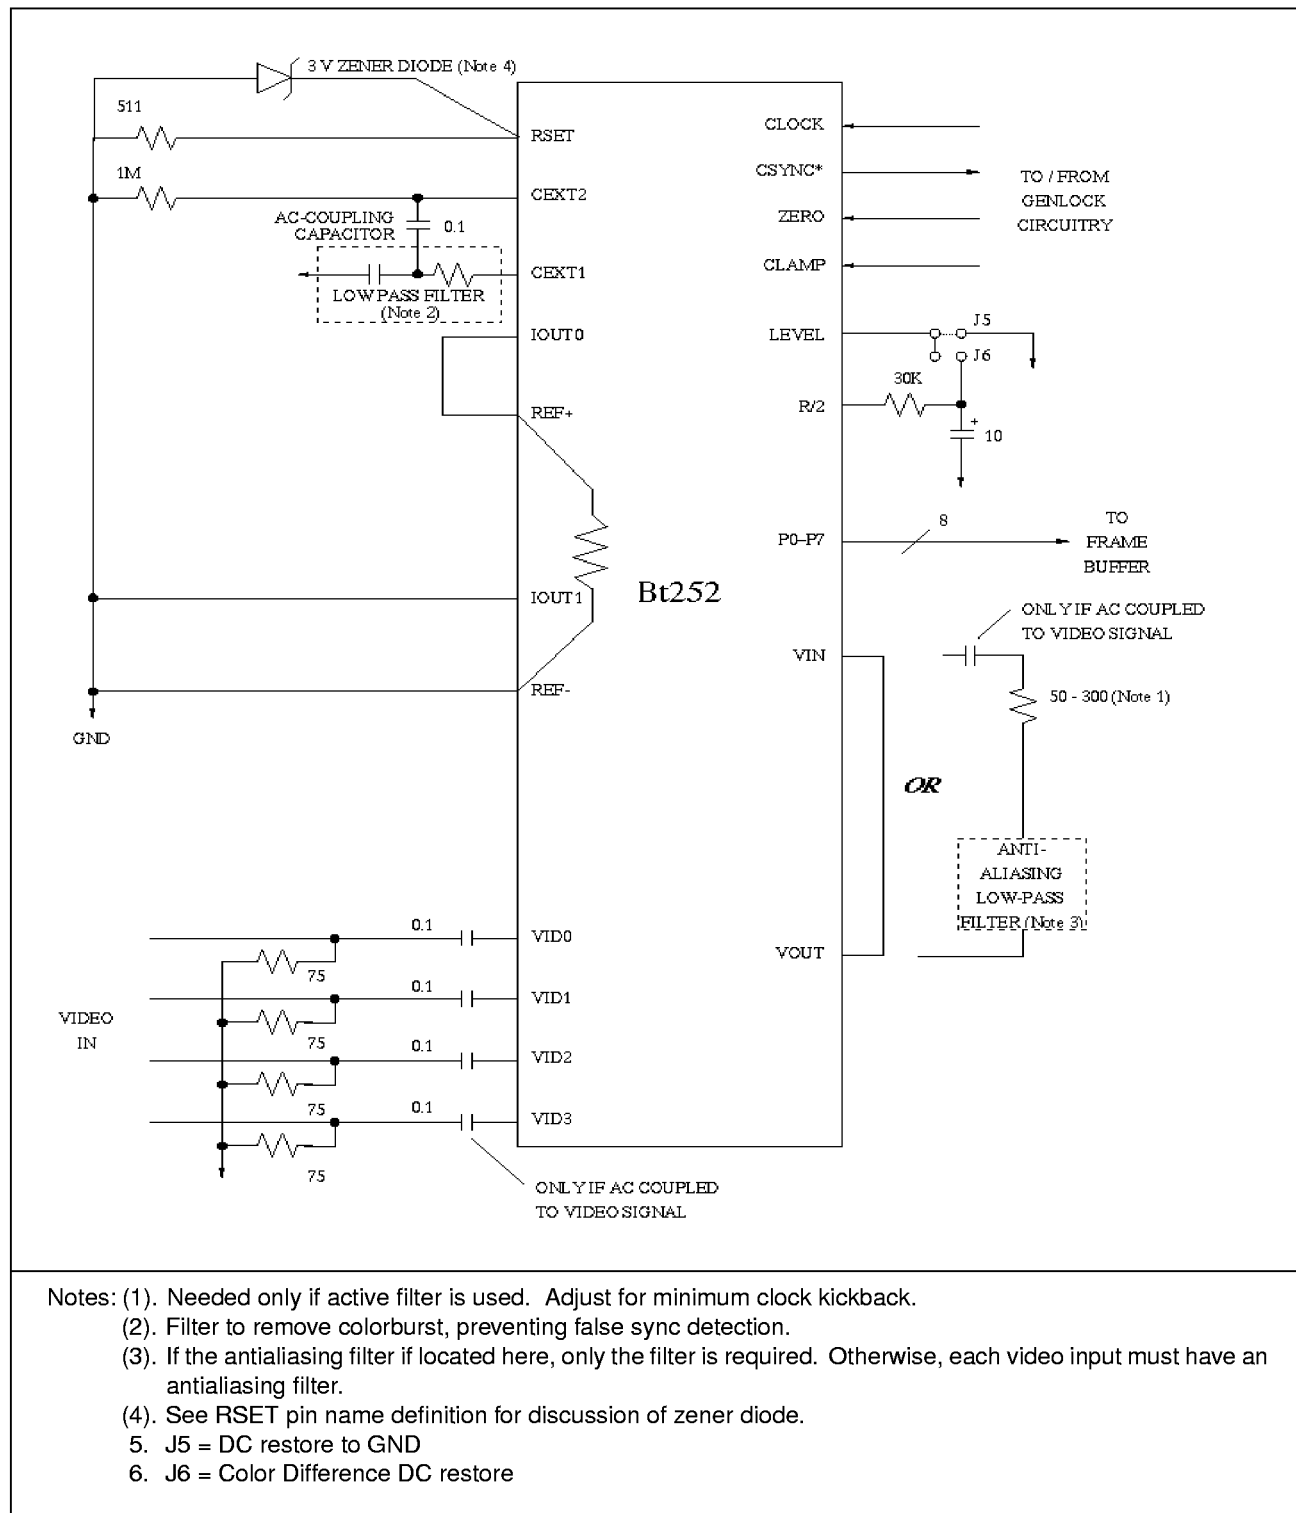 3 V ZENER DIODE (Note 4)
511
RSET
1M
CEXT2
AC-COUPLING
CAPACITOR
0.1
CEXT1
LOW PASS FILTER
(Note 2)
IOUT0
REF+
IOUT1
REF-
GND
Bt252
CLOCK
CSYNC*
ZERO
CLAMP
TO / FROM
GENLOCK
CIRCUITRY
LEVEL
J5
J6
30K
R/2
+
10
P0-P7
8
TO
FRAME
BUFFER
ONLY IF AC COUPLED
TO VIDEO SIGNAL
VIN
50 - 300 (Note 1)
OR
ANTI-
ALIASING
LOW-PASS
FILTER (Note 3)
VOUT
VIDEO
IN
0.1
VID0
75
0.1
VID1
75
0.1
VID2
75
0.1
VID3
75
ONLY IF AC COUPLED
TO VIDEO SIGNAL
Notes: (1). Needed only if active filter is used. Adjust for minimum clock kickback.
(2). Filter to remove colorburst, preventing false sync detection.
(3). If the antialiasing filter if located here, only the filter is required. Otherwise, each video input must have an
antialiasing filter.
(4). See RSET pin name definition for discussion of zener diode.
5. J5 = DC restore to GND
6. J6 = Color Difference DC restore